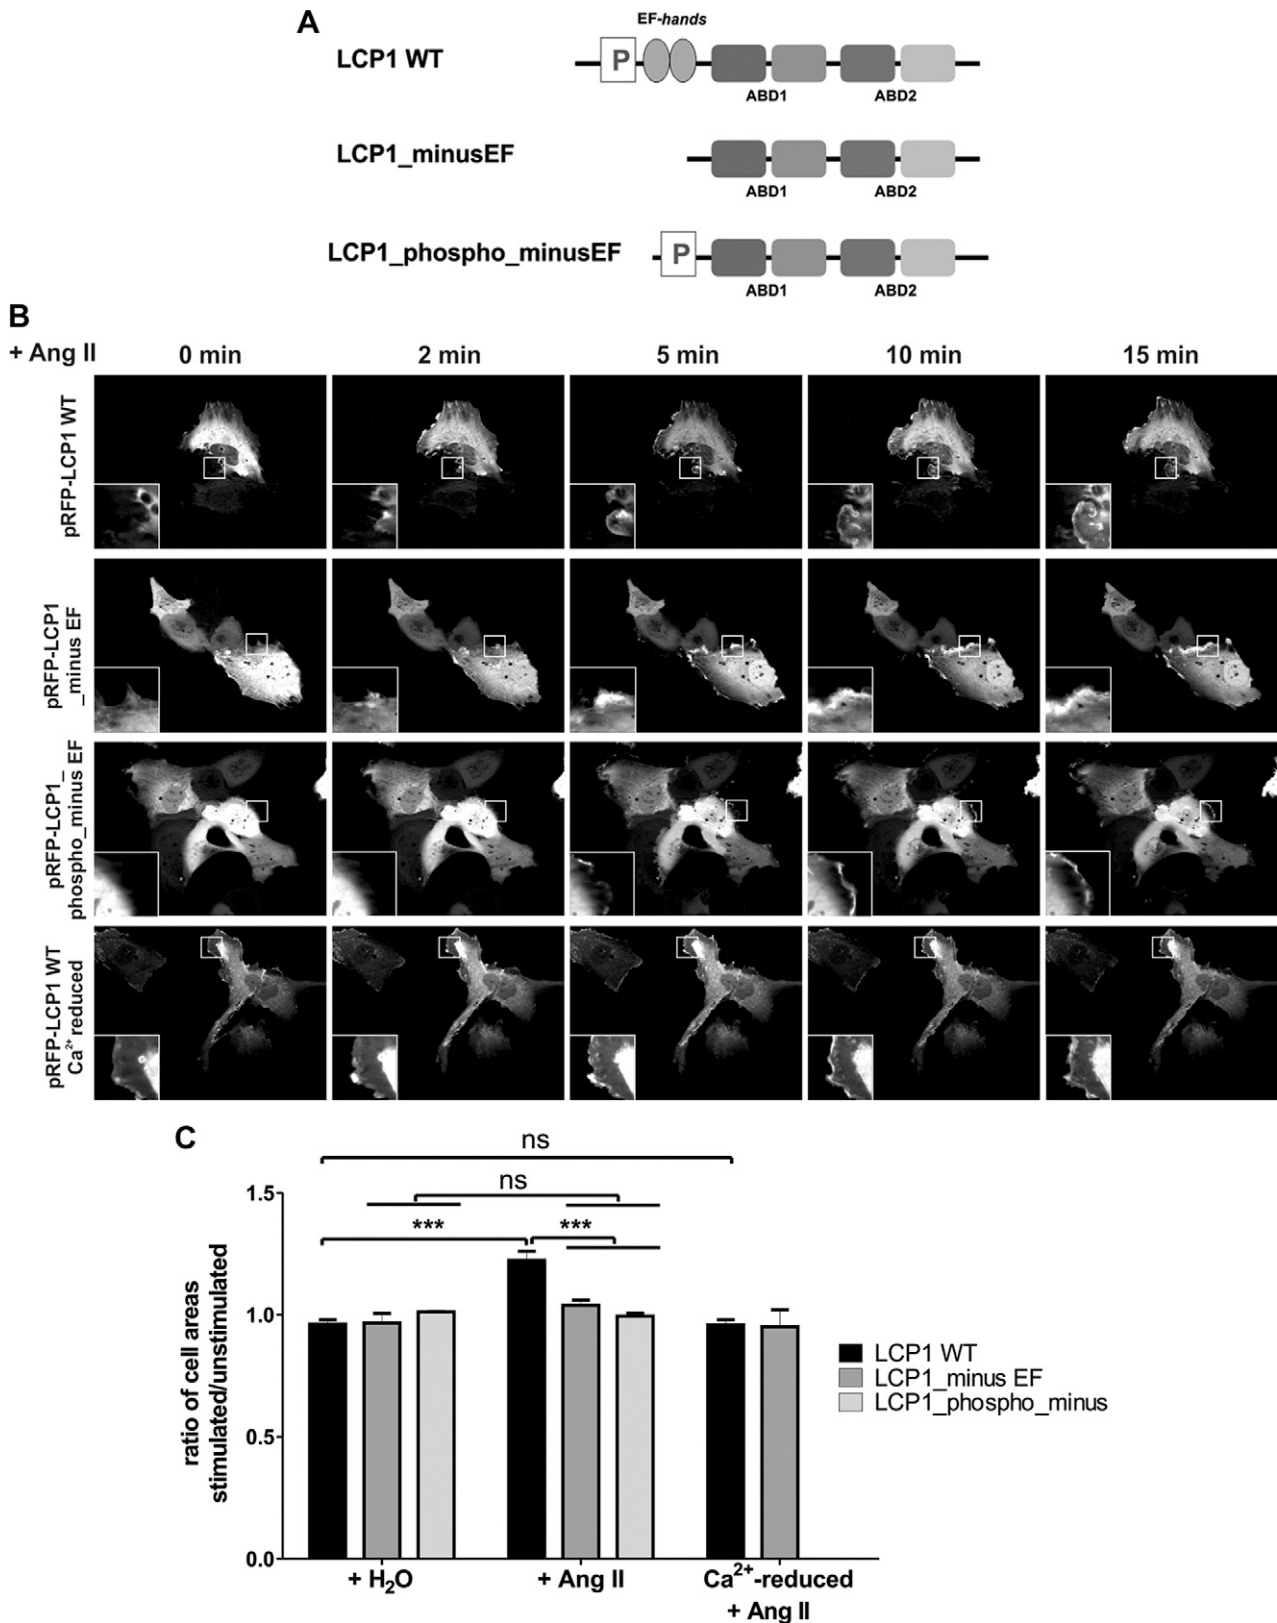 A
EF-hands
LCP1 WT
P
ABD1
ABD2
LCP1_minusEF
ABD1
ABD2
LCP1_phospho_minusEF
P
ABD1
ABD2
B
+ Ang II
0 min
2 min
5 min
10 min
15 min
pRFP-LCP1 WT
pRFP-LCP1
_minus EF
pRFP-LCP1_
phospho_minus EF
pRFP-LCP1 WT
Ca²⁺ reduced
C
ns
ns
***
***
ratio of cell areas
stimulated/unstimulated
1.5
1.0
0.5
0.0
+ H₂O
+ Ang II
Ca²⁺-reduced
+ Ang II
LCP1 WT
LCP1_minus EF
LCP1_phospho_minus